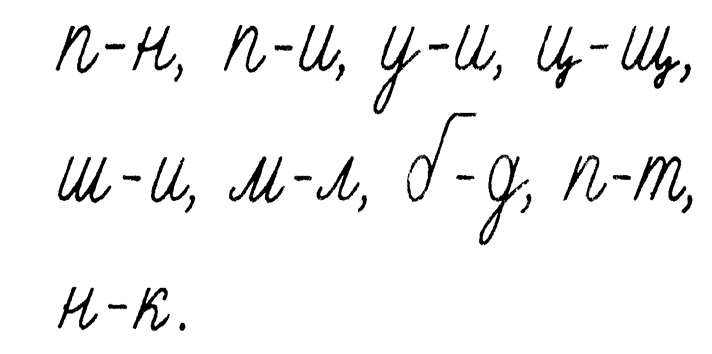 п-н, п-и, у-и, ц-щ,
ш-и, м-л, б-д, п-т,
н-к.